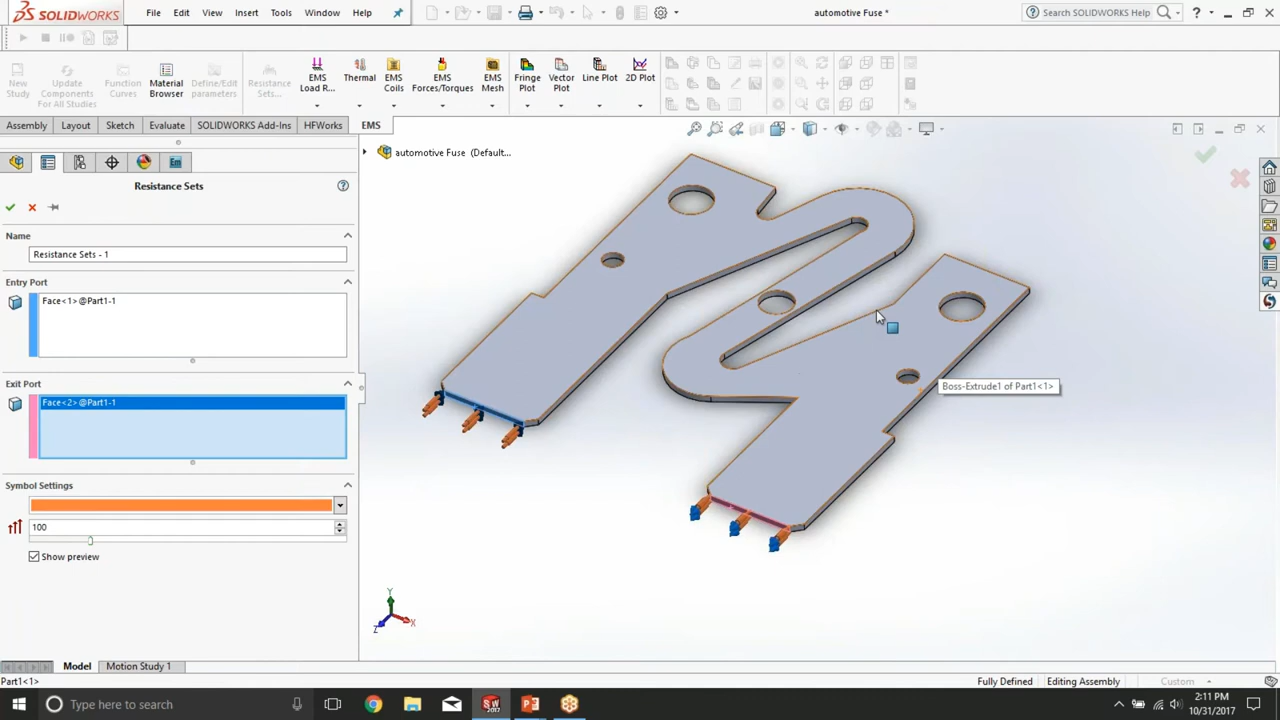 SOLIDWORKS
File Edit View Insert Tools Window Help
automotive Fuse *
Search SOLIDWORKS Help
New Study
Update Components For All Studies
Function Curves
Material Browser
Define/Edit parameters
Resistance Sets...
EMS Load R...
Thermal
EMS Coils
EMS Forces/Torques
EMS Mesh
Fringe Plot
Vector Plot
Line Plot
2D Plot
Assembly Layout Sketch Evaluate SOLIDWORKS Add-Ins HFWorks EMS
automotive Fuse (Default...
Resistance Sets
Name
Resistance Sets - 1
Entry Port
Face<1>@Part1-1
Exit Port
Face<2>@Part1-1
Symbol Settings
100
Show preview
Boss-Extrude1 of Part1<1>
Y
X
Z
Model Motion Study 1
Part1<1>
Fully Defined Editing Assembly Custom
Type here to search
SW
2017
2:11 PM
10/31/2017